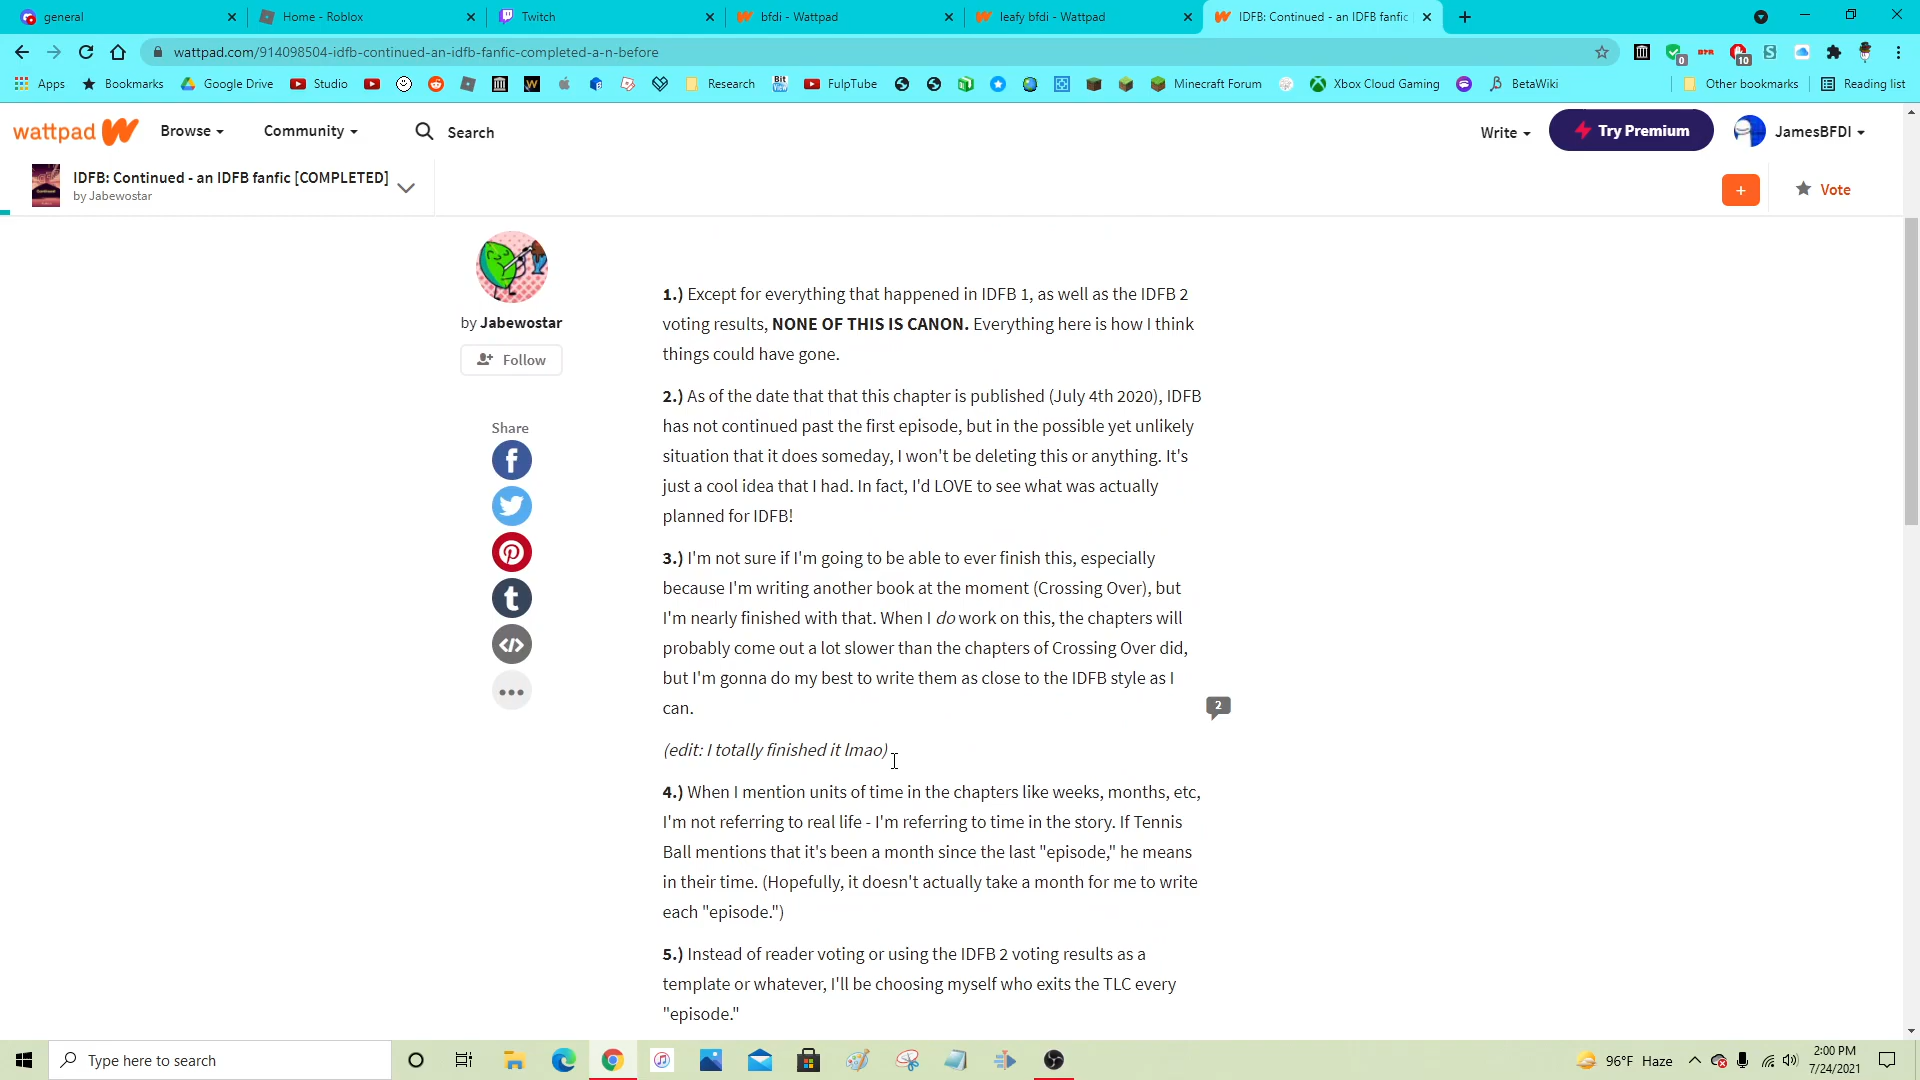 general
Home - Roblox
Twitch
bfdi - Wattpad
leafy bfdi - Wattpad
IDFB: Continued - an IDFB fanfic
wattpad.com/914098504-idfb-continued-an-idfb-fanfic-completed-a-n-before
0
BTR
10
S
Apps
Bookmarks
Google Drive
Studio
Research
Bit View
FulpTube
Minecraft Forum
Xbox Cloud Gaming
BetaWiki
Other bookmarks
Reading list
wattpad
Browse
Community
Search
Write
Try Premium
JamesBFDI
IDFB: Continued - an IDFB fanfic [COMPLETED]
by Jabewostar
+
Vote
by Jabewostar
Follow
Share
1.) Except for everything that happened in IDFB 1, as well as the IDFB 2
voting results, NONE OF THIS IS CANON. Everything here is how I think
things could have gone.
2.) As of the date that that this chapter is published (July 4th 2020), IDFB
has not continued past the first episode, but in the possible yet unlikely
situation that it does someday, I won't be deleting this or anything. It's
just a cool idea that I had. In fact, I'd LOVE to see what was actually
planned for IDFB!
3.) I'm not sure if I'm going to be able to ever finish this, especially
because I'm writing another book at the moment (Crossing Over), but
I'm nearly finished with that. When I do work on this, the chapters will
probably come out a lot slower than the chapters of Crossing Over did,
but I'm gonna do my best to write them as close to the IDFB style as I
can.
2
(edit: I totally finished it lmao)
4.) When I mention units of time in the chapters like weeks, months, etc,
I'm not referring to real life - I'm referring to time in the story. If Tennis
Ball mentions that it's been a month since the last "episode," he means
in their time. (Hopefully, it doesn't actually take a month for me to write
each "episode.")
5.) Instead of reader voting or using the IDFB 2 voting results as a
template or whatever, I'll be choosing myself who exits the TLC every
"episode."
Type here to search
96°F Haze
2:00 PM
7/24/2021